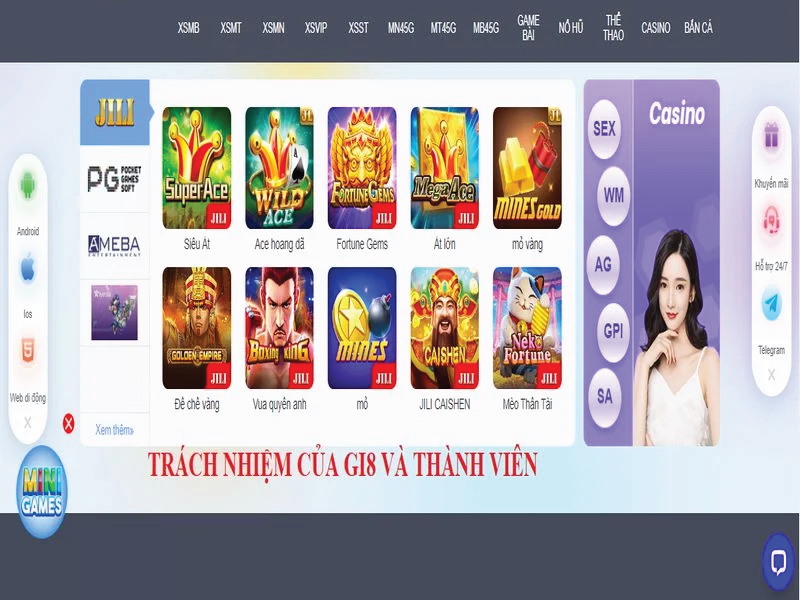 XSMB XSMT XSMN XSVIP XSST MN45G MT45G MB45G GAME BÀI NỔ HŨ THỂ THAO CASINO BẮN CÁ
Android
Ios
Web di động
X
MINI
GAMES
JILI
PG POCKET GAMES SOFT
AMEBA
ENTERTAINMENT
Xem thêm»
SuperAce
JILI
Siêu Át
WILD
ACE
A
Ace hoang dã
FORTUNE GEMS
JILI
Fortune Gems
MegaAce
JILI
Át lớn
MINES GOLD
mỏ vàng
GOLDEN EMPIRE
JILI
Đế chế vàng
Boxing KING
JILI
Vua quyền anh
MINES
JILI
mỏ
CAISHEN
JILI
JILI CAISHEN
Neko
Fortune
JILI
Mèo Thần Tài
Casino
SEX
WM
AG
GPI
SA
Khuyến mãi
Hỗ trợ 24/7
Telegram
X
TRÁCH NHIỆM CỦA GI8 VÀ THÀNH VIÊN